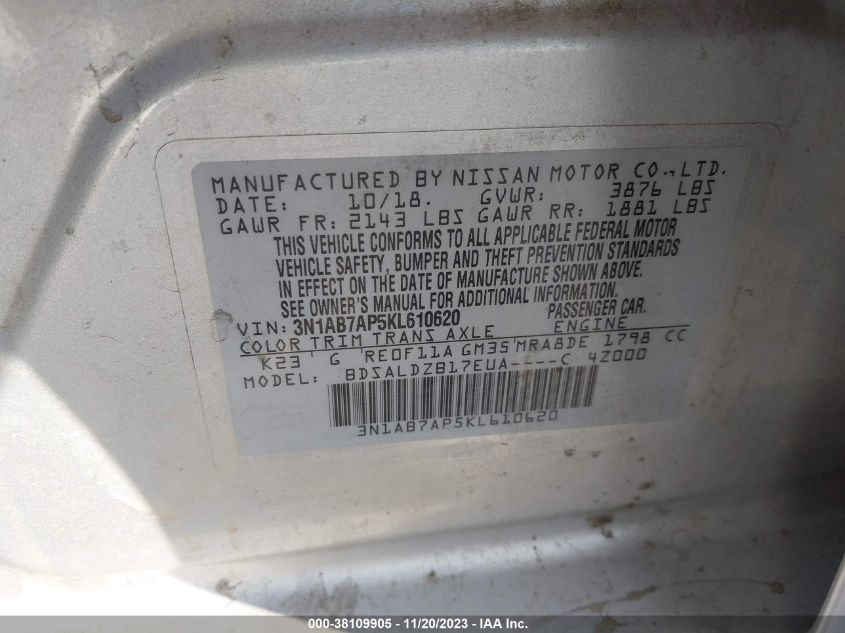 MANUFACTURED BY NISSAN MOTOR CO.,LTD.
DATE: 10/18. GVWR: 3876 LBS
GAWR FR: 2143 LBS GAWR RR: 1881 LBS
THIS VEHICLE CONFORMS TO ALL APPLICABLE FEDERAL MOTOR
VEHICLE SAFETY, BUMPER AND THEFT PREVENTION STANDARDS
IN EFFECT ON THE DATE OF MANUFACTURE SHOWN ABOVE.
SEE OWNER'S MANUAL FOR ADDITIONAL INFORMATION.
VIN: 3N1AB7AP5KL610620 PASSENGER CAR.
COLOR TRIM TRANS AXLE ENGINE
K23 G RE0F11A GM35 MRA8DE 1798 CC
MODEL: BDSALDZB17EUA----C 4Z000
3N1AB7AP5KL610620
000-38109905 - 11/20/2023 - IAA Inc.